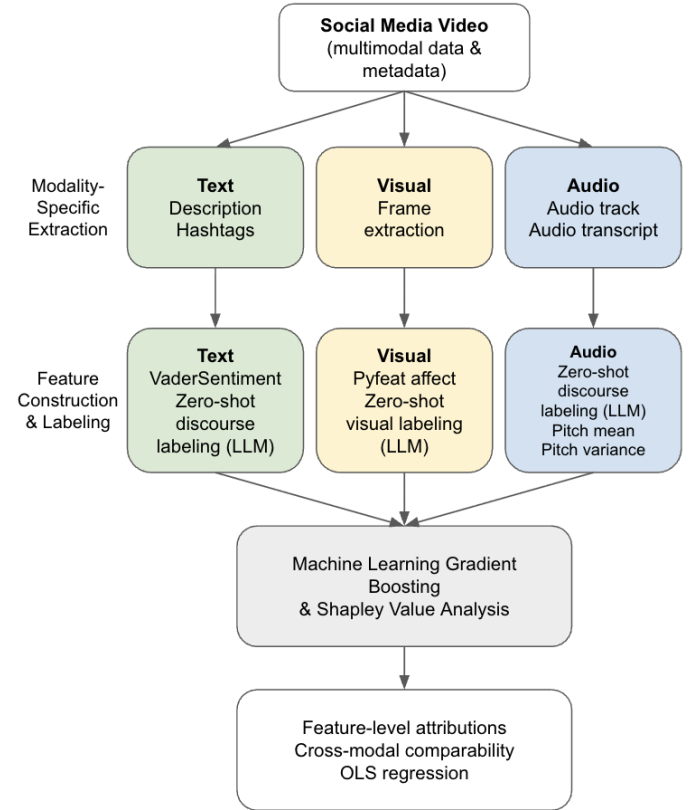 Social Media Video
(multimodal data &
metadata)
Modality-
Specific
Extraction
Text
Description
Hashtags
Visual
Frame
extraction
Audio
Audio track
Audio transcript
Feature
Construction
& Labeling
Text
VaderSentiment
Zero-shot
discourse
labeling (LLM)
Visual
Pyfeat affect
Zero-shot
visual labeling
(LLM)
Audio
Zero-shot
discourse
labeling (LLM)
Pitch mean
Pitch variance
Machine Learning Gradient
Boosting
& Shapley Value Analysis
Feature-level attributions
Cross-modal comparability
OLS regression